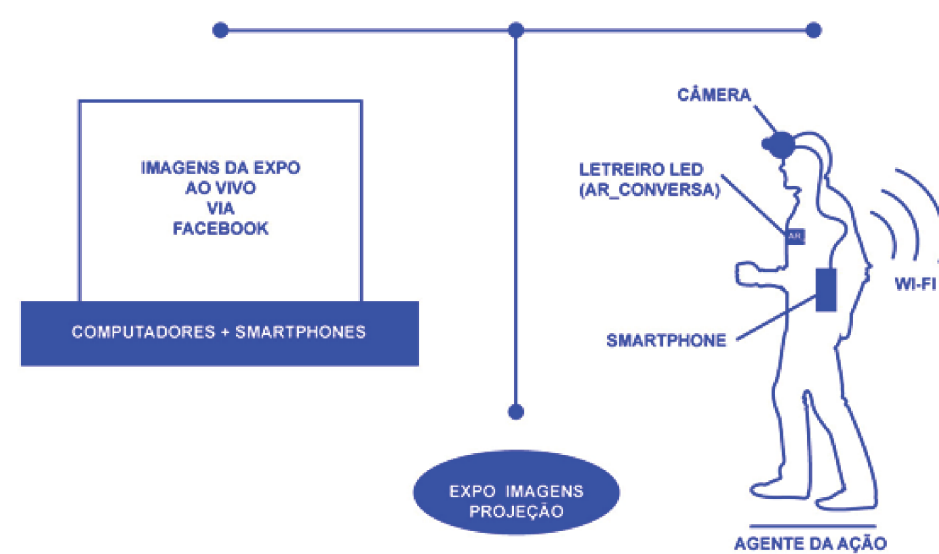 IMAGENS DA EXPO
AO VIVO
VIA
FACEBOOK
COMPUTADORES + SMARTPHONES
EXPO IMAGENS
PROJEÇÃO
CÂMERA
LETREIRO LED
(AR_CONVERSA)
AR
WI-FI
SMARTPHONE
AGENTE DA AÇÃO